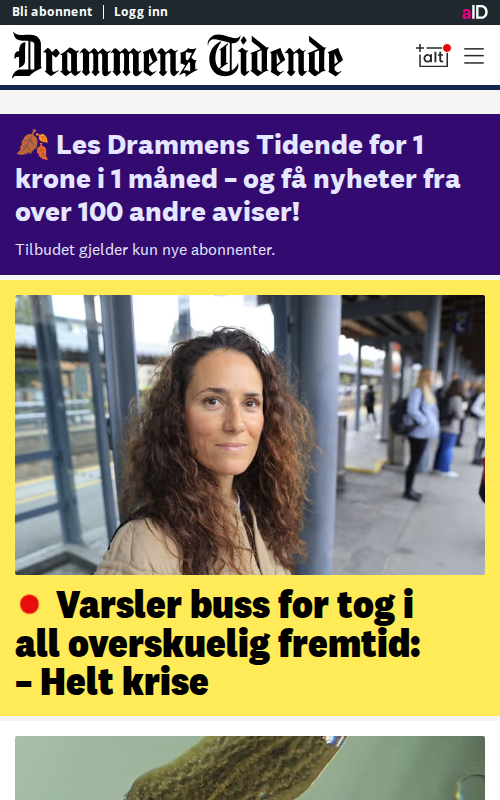 Bli abonnent | Logg inn
aID
Drammens Tidende
+alt
🍂 Les Drammens Tidende for 1
krone i 1 måned – og få nyheter fra
over 100 andre aviser!
Tilbudet gjelder kun nye abonnenter.
2
Varsler buss for tog i
all overskuelig fremtid:
– Helt krise